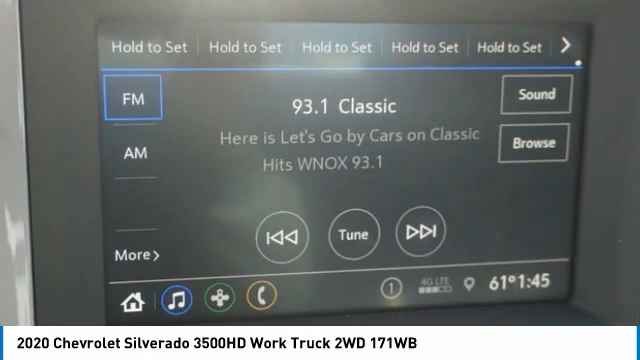 Hold to Set Hold to Set Hold to Set Hold to Set Hold to Set
FM
93.1 Classic
Sound
Here is Let's Go by Cars on Classic
Hits WNOX 93.1
AM
Browse
Tune
More
1 4G LTE 61° 1:45
2020 Chevrolet Silverado 3500HD Work Truck 2WD 171WB